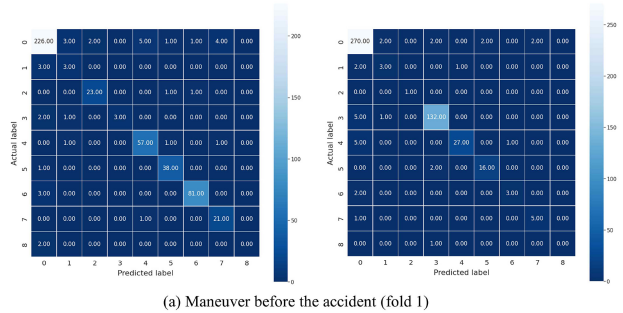 0 226.00 3.00 2.00 0.00 5.00 1.00 1.00 4.00 0.00
1 3.00 3.00 0.00 0.00 0.00 0.00 0.00 0.00 0.00
2 0.00 0.00 23.00 0.00 0.00 1.00 1.00 0.00 0.00
3 2.00 1.00 0.00 3.00 0.00 0.00 0.00 0.00 0.00
4 0.00 1.00 0.00 0.00 57.00 1.00 0.00 1.00 0.00
5 1.00 0.00 0.00 0.00 0.00 38.00 0.00 0.00 0.00
6 3.00 0.00 0.00 0.00 0.00 0.00 81.00 0.00 0.00
7 0.00 0.00 0.00 0.00 1.00 0.00 0.00 21.00 0.00
8 2.00 0.00 0.00 0.00 0.00 0.00 0.00 0.00 0.00
0 1 2 3 4 5 6 7 8
Actual label
Predicted label
200
150
100
50
0
0 270.00 2.00 0.00 2.00 0.00 2.00 0.00 2.00 0.00
1 2.00 3.00 0.00 0.00 1.00 0.00 0.00 0.00 0.00
2 0.00 0.00 1.00 0.00 0.00 0.00 0.00 0.00 0.00
3 5.00 1.00 0.00 132.00 0.00 0.00 0.00 0.00 0.00
4 5.00 0.00 0.00 0.00 27.00 0.00 1.00 0.00 0.00
5 0.00 0.00 0.00 2.00 0.00 16.00 0.00 0.00 0.00
6 2.00 0.00 0.00 0.00 0.00 0.00 3.00 0.00 0.00
7 1.00 0.00 0.00 0.00 0.00 0.00 0.00 5.00 0.00
8 0.00 0.00 0.00 1.00 0.00 0.00 0.00 0.00 0.00
0 1 2 3 4 5 6 7 8
Actual label
Predicted label
250
200
150
100
50
0
(a) Maneuver before the accident (fold 1)